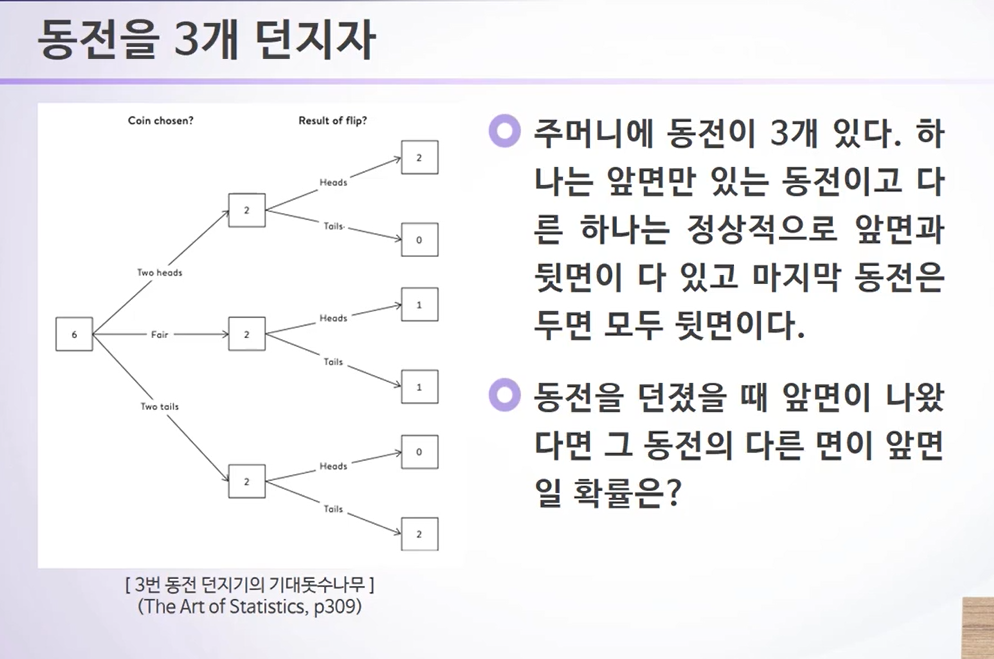 동전을 3개 던지자
Coin chosen?
Result of flip?
2
Heads
2
Tails
0
Two heads
1
Heads
6
Fair
2
Tails
1
Two tails
0
Heads
2
Tails
2
[ 3번 동전 던지기의 기대돗수나무 ]
(The Art of Statistics, p309)
주머니에 동전이 3개 있다. 하
나는 앞면만 있는 동전이고 다
른 하나는 정상적으로 앞면과
뒷면이 다 있고 마지막 동전은
두면 모두 뒷면이다.
동전을 던졌을 때 앞면이 나왔
다면 그 동전의 다른 면이 앞면
일 확률은?